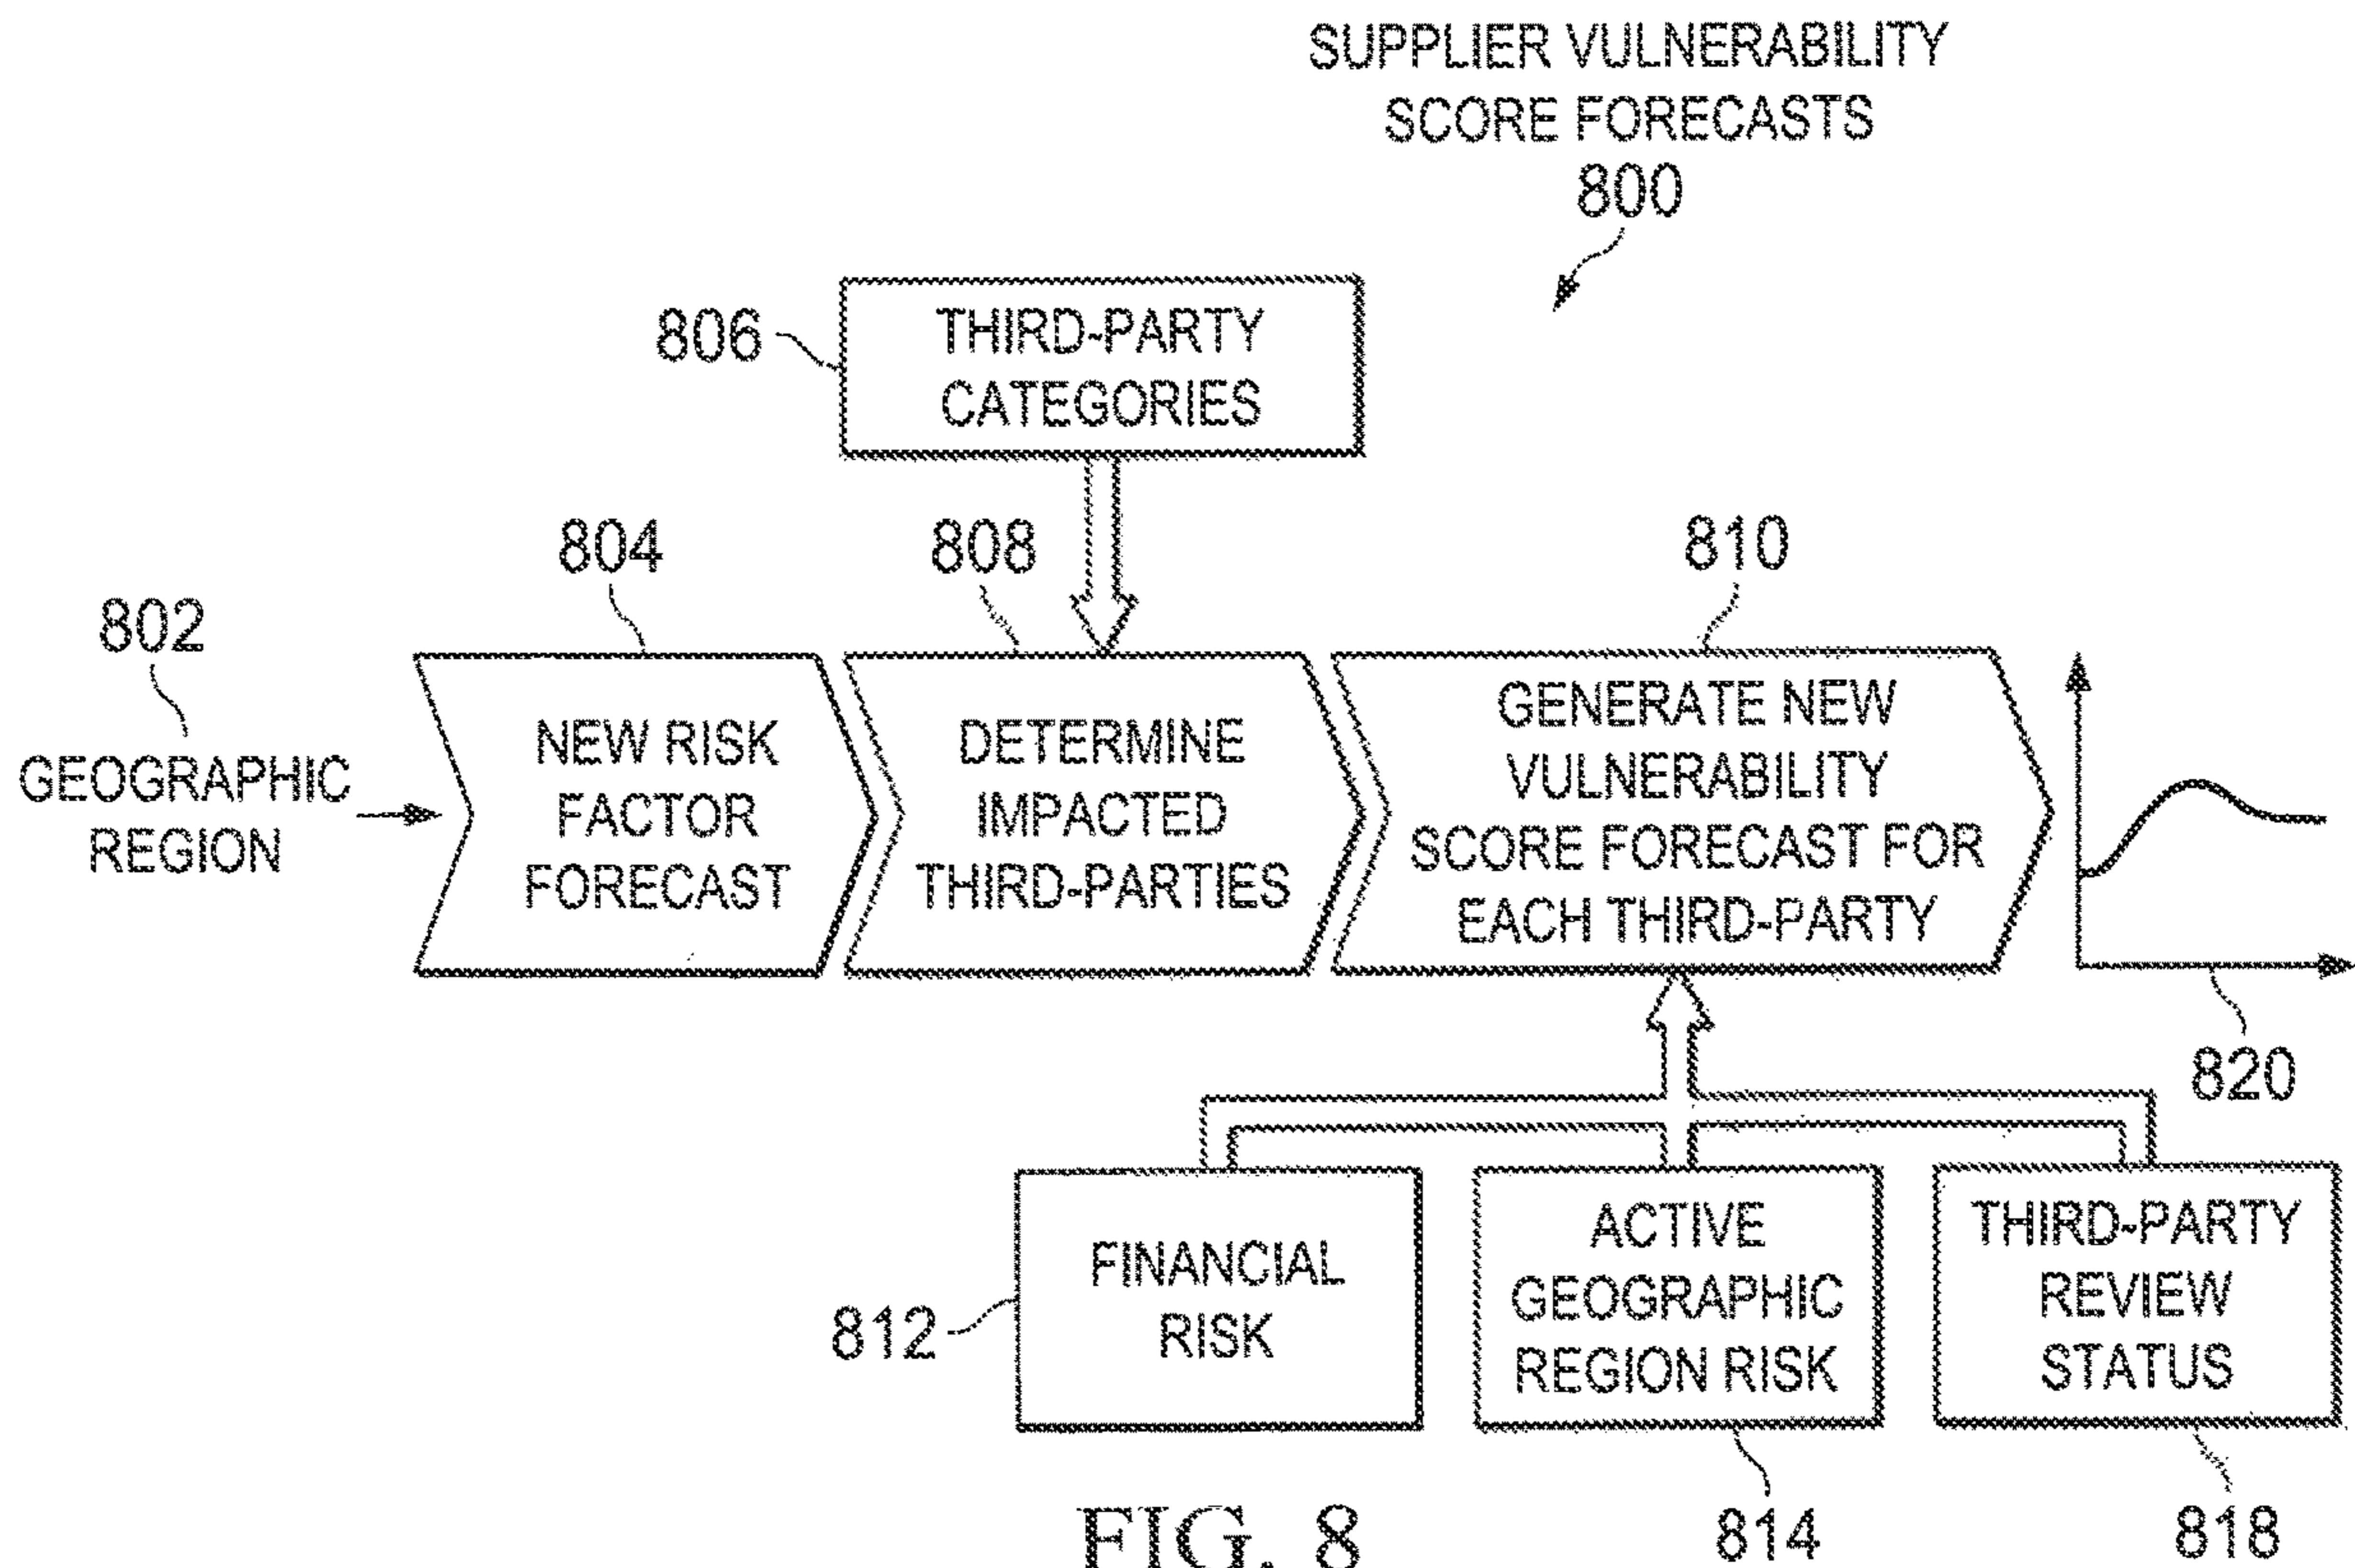 SUPPLIER VULNERABILITY
SCORE FORECASTS
800
806
THIRD-PARTY
CATEGORIES
804
808
810
802
GEOGRAPHIC
REGION
NEW RISK
FACTOR
FORECAST
DETERMINE
IMPACTED
THIRD-PARTIES
GENERATE NEW
VULNERABILITY
SCORE FORECAST FOR
EACH THIRD-PARTY
820
812
FINANCIAL
RISK
ACTIVE
GEOGRAPHIC
REGION RISK
THIRD-PARTY
REVIEW
STATUS
814
818
FIG. 8